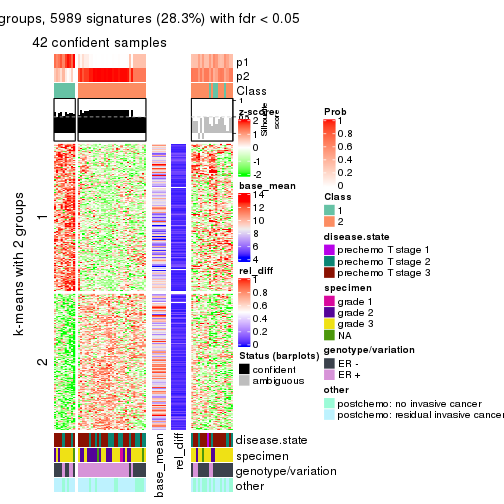 groups, 5989 signatures (28.3%) with fdr < 0.05
42 confident samples
p1
p2
Class
1
Silhouette
score
k-means with 2 groups
1
2
base_mean
rel_diff
disease.state
specimen
genotype/variation
other
z-score
2
1
0
-1
-2
base_mean
14
12
10
8
6
4
rel_diff
1
0.8
0.6
0.4
0.2
0
Status (barplots)
confident
ambiguous
Prob
1
0.8
0.6
0.4
0.2
0
Class
1
2
disease.state
prechemo T stage 1
prechemo T stage 2
prechemo T stage 3
specimen
grade 1
grade 2
grade 3
NA
genotype/variation
ER -
ER +
other
postchemo: no invasive cancer
postchemo: residual invasive cancer